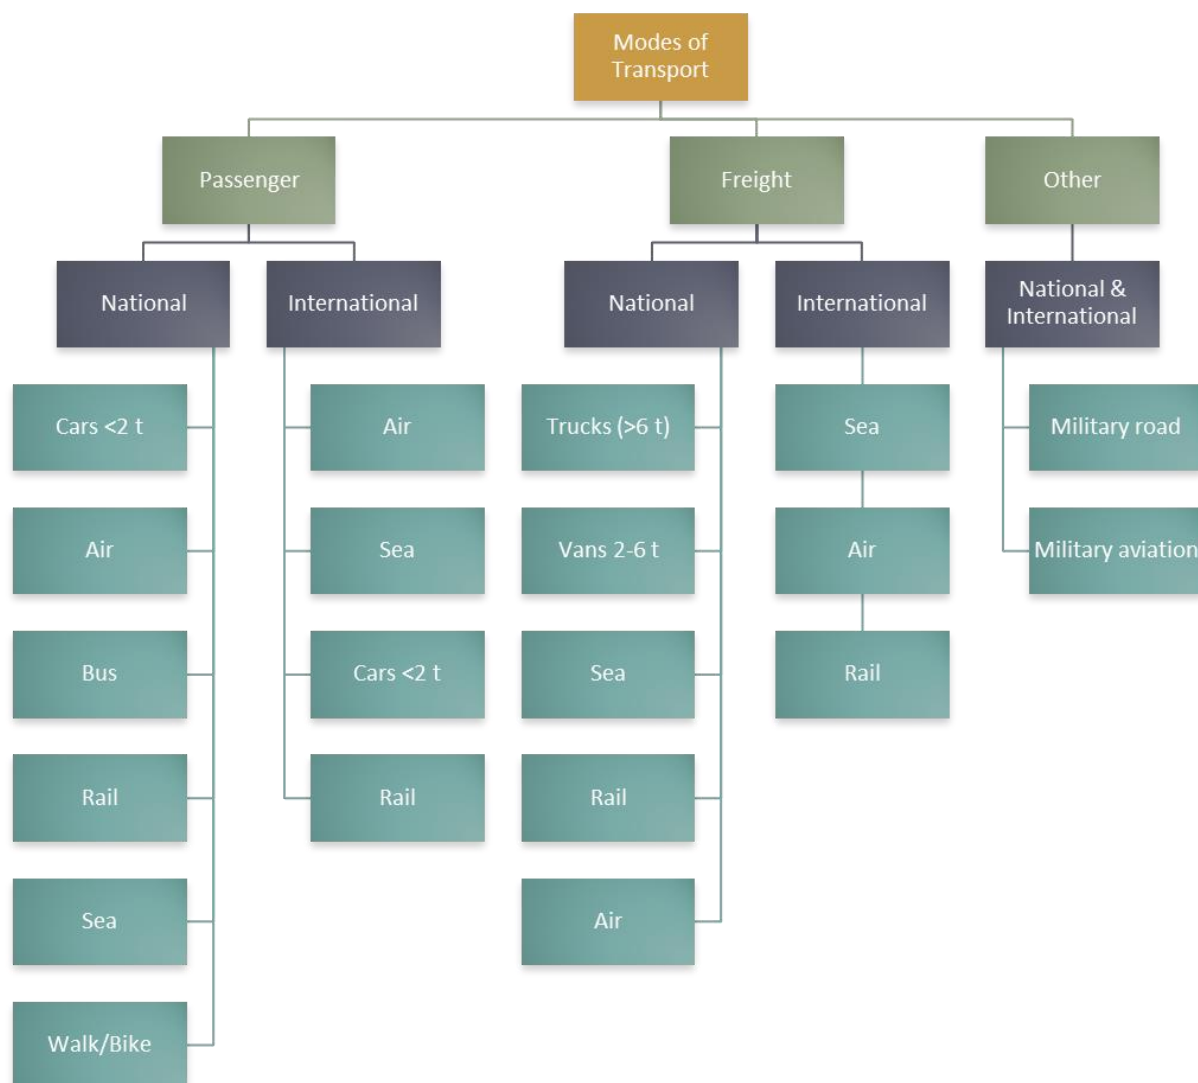 Modes of
Transport
Passenger
Freight
Other
National
International
National
International
National &
International
Cars <2 t
Air
Trucks (>6 t)
Sea
Military road
Air
Sea
Vans 2-6 t
Air
Military aviation
Bus
Cars <2 t
Sea
Rail
Rail
Rail
Rail
Sea
Air
Walk/Bike